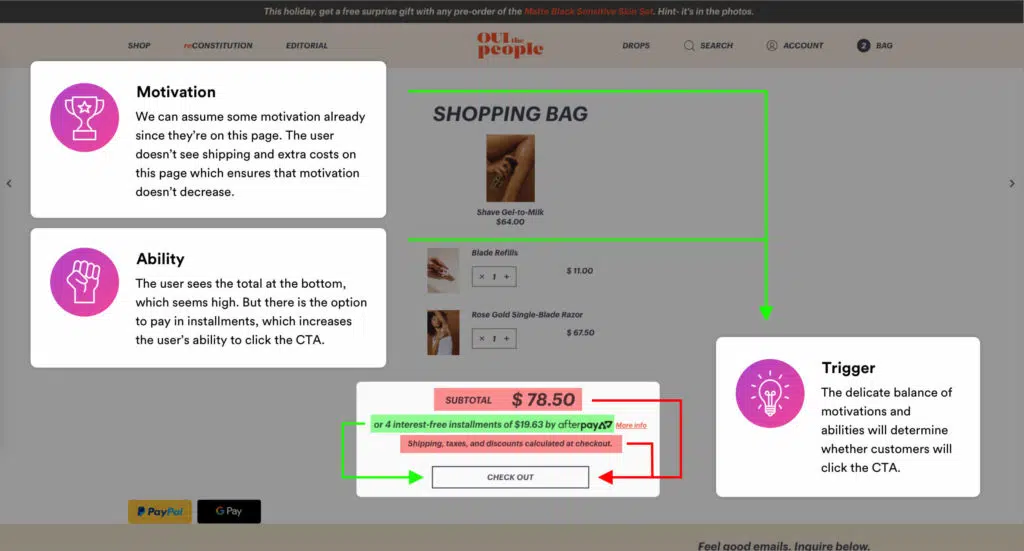 This holiday, get a free surprise gift with any pre-order of the Matte Black Sensitive Skin Set. Hint- it's in the photos.
SHOP
reCONSTITUTION
EDITORIAL
OUI the people
DROPS
SEARCH
ACCOUNT
2 BAG
Motivation
We can assume some motivation already
since they're on this page. The user
doesn't see shipping and extra costs on
this page which ensures that motivation
doesn't decrease.
Ability
The user sees the total at the bottom,
which seems high. But there is the option
to pay in installments, which increases
the user's ability to click the CTA.
SHOPPING BAG
Shave Gel-to-Milk
$64.00
Blade Refills
× 1 +
$ 11.00
Rose Gold Single-Blade Razor
× 1 +
$ 67.50
SUBTOTAL $ 78.50
or 4 interest-free installments of $19.63 by afterpay More info
Shipping, taxes, and discounts calculated at checkout.
CHECK OUT
Trigger
The delicate balance of
motivations and
abilities will determine
whether customers will
click the CTA.
PayPal
G Pay
Feel good emails. Inquire below.